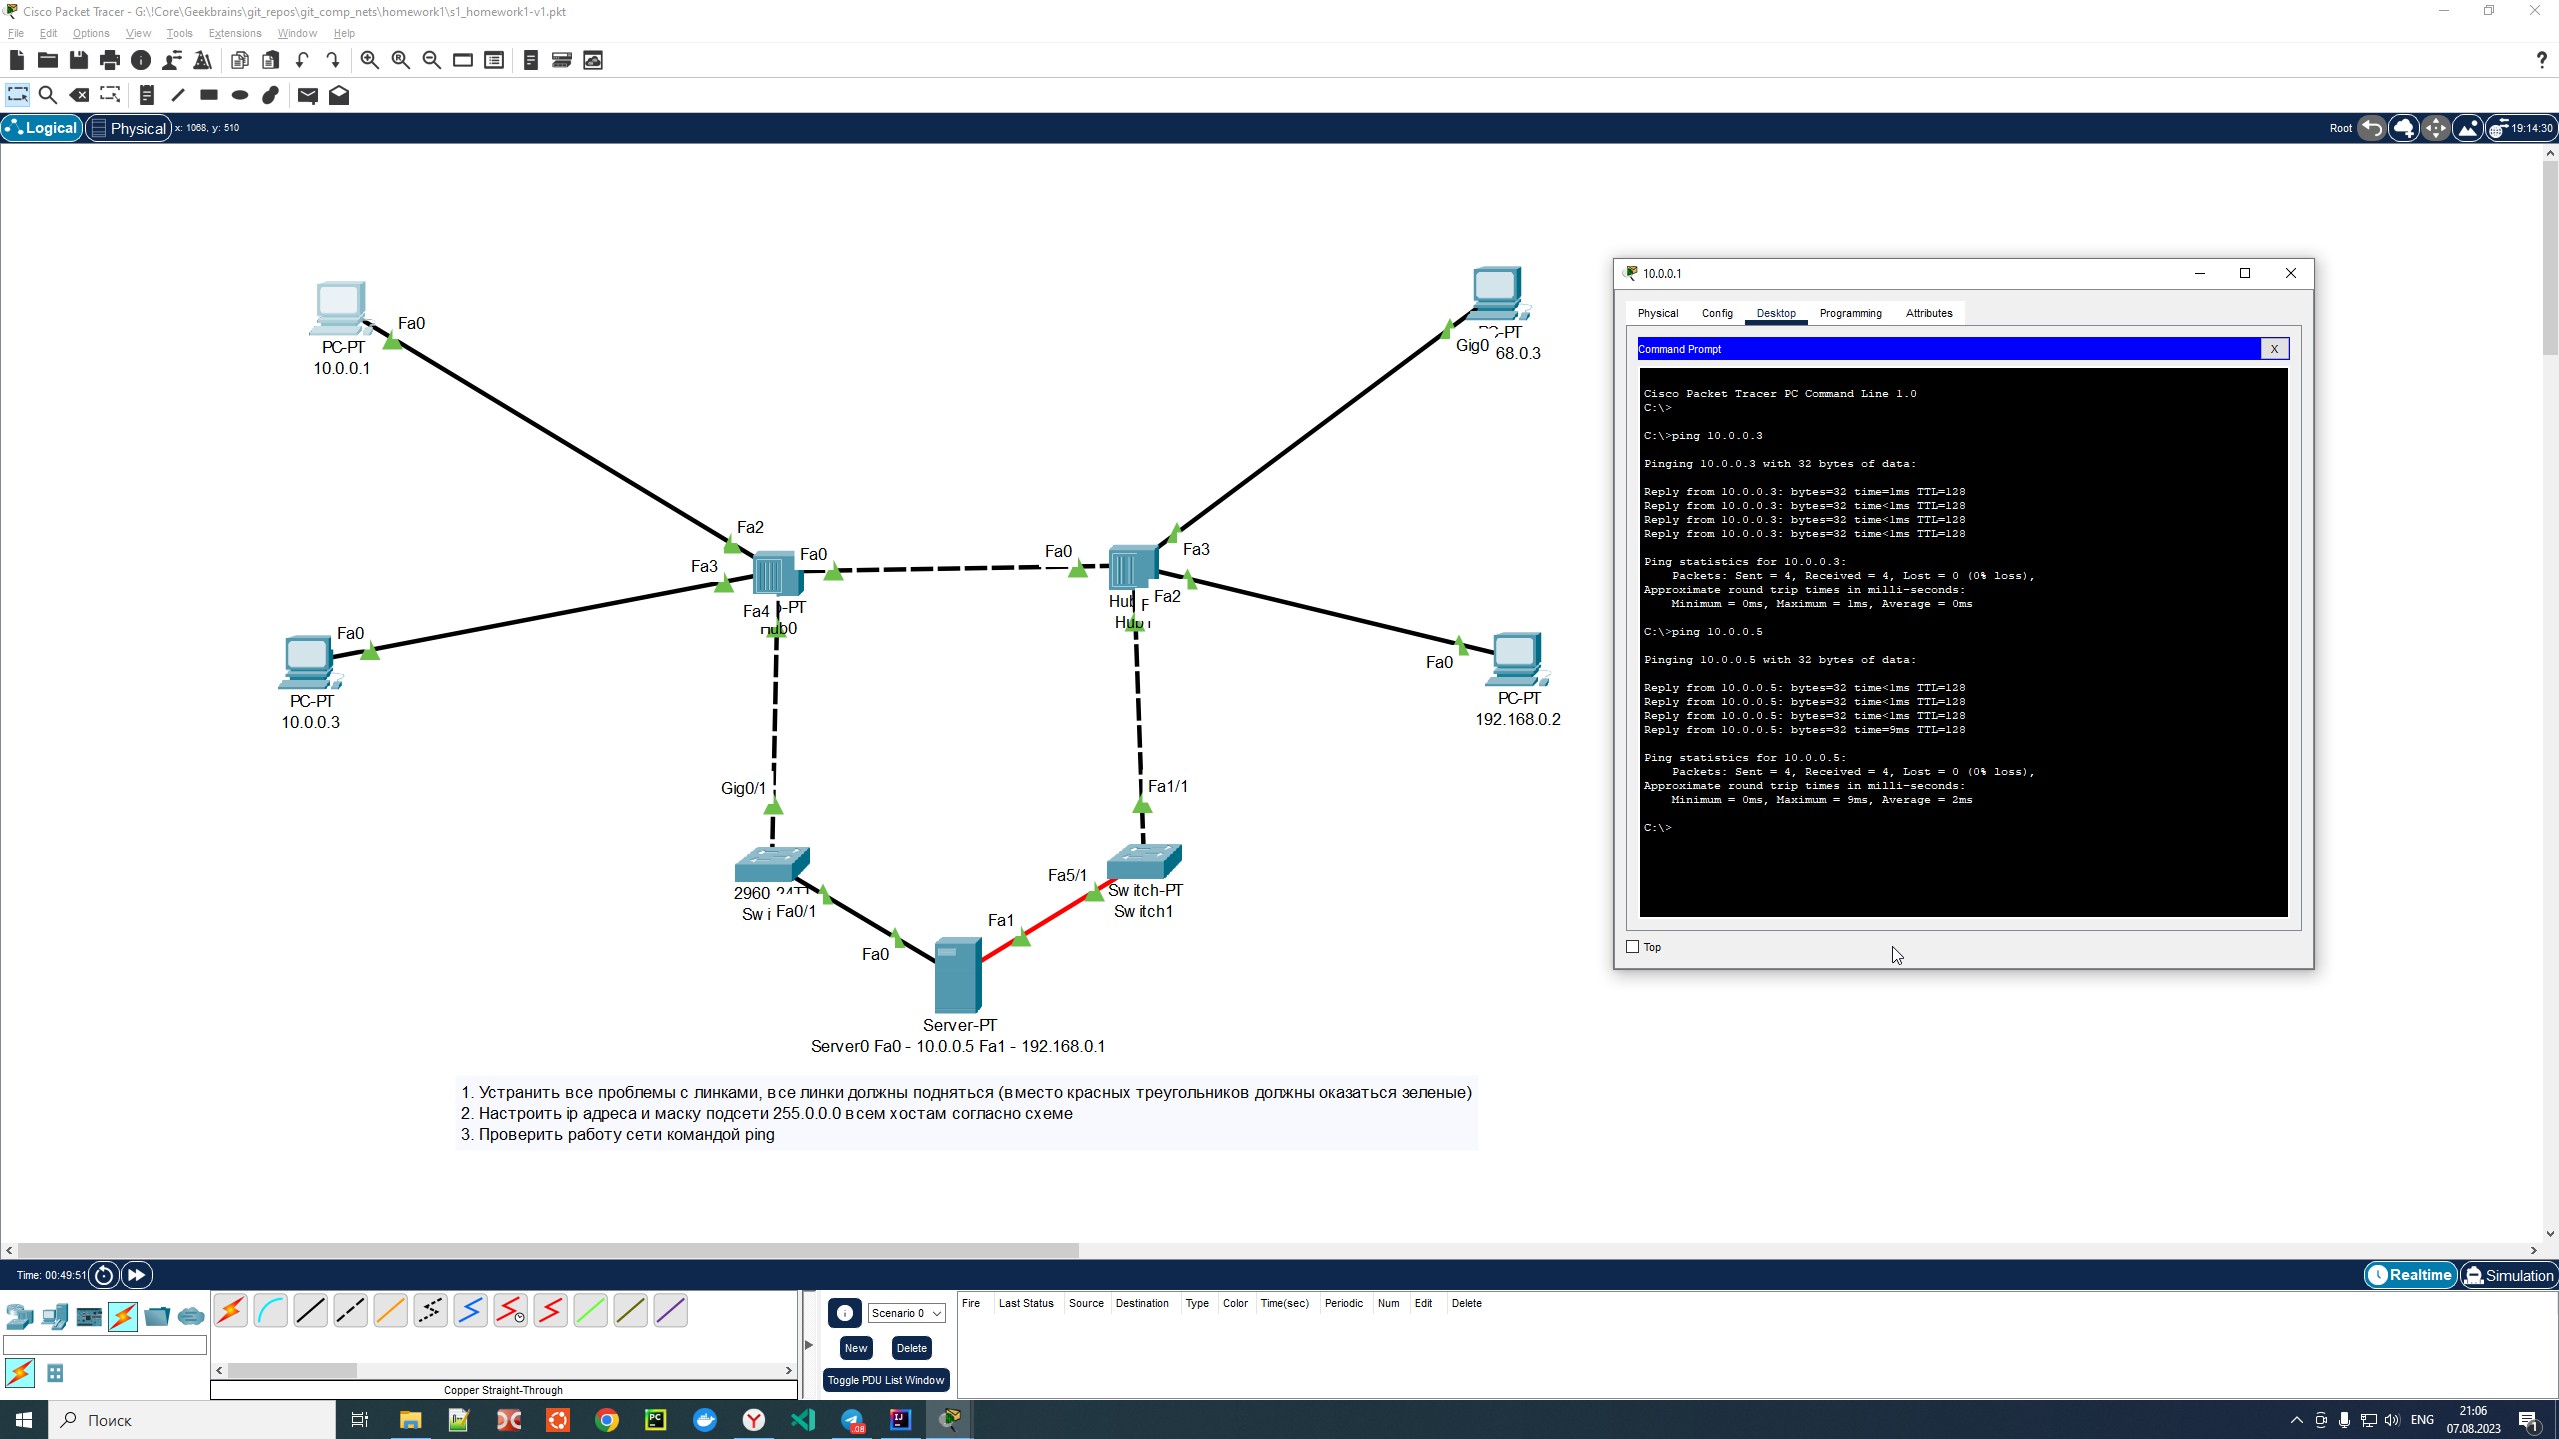 Cisco Packet Tracer - G:\!Core\Geekbrains\git_repos\git_comp_nets\homework1\s1_homework1-v1.pkt
File Edit Options View Tools Extensions Window Help
Logical Physical x: 1068, y: 510
Root 19:14:30
Fa0
PC-PT
10.0.0.1
Gig0
68.0.3
Fa2
Fa3
Fa0
Fa0
Fa3
Fa4
-PT
Hub0
Fa2
Fa0
PC-PT
10.0.0.3
Fa0
PC-PT
192.168.0.2
Gig0/1
Fa1/1
2960
Fa0/1
Fa5/1
Switch-PT
Switch1
Fa0
Fa1
Server-PT
Server0 Fa0 - 10.0.0.5 Fa1 - 192.168.0.1
1. Устранить все проблемы с линками, все линки должны подняться (вместо красных треугольников должны оказаться зеленые)
2. Настроить ip адреса и маску подсети 255.0.0.0 всем хостам согласно схеме
3. Проверить работу сети командой ping
10.0.0.1
Physical Config Desktop Programming Attributes
Command Prompt X
Cisco Packet Tracer PC Command Line 1.0
C:\>
C:\>ping 10.0.0.3
Pinging 10.0.0.3 with 32 bytes of data:
Reply from 10.0.0.3: bytes=32 time=1ms TTL=128
Reply from 10.0.0.3: bytes=32 time<1ms TTL=128
Reply from 10.0.0.3: bytes=32 time<1ms TTL=128
Reply from 10.0.0.3: bytes=32 time<1ms TTL=128
Ping statistics for 10.0.0.3:
Packets: Sent = 4, Received = 4, Lost = 0 (0% loss),
Approximate round trip times in milli-seconds:
Minimum = 0ms, Maximum = 1ms, Average = 0ms
C:\>ping 10.0.0.5
Pinging 10.0.0.5 with 32 bytes of data:
Reply from 10.0.0.5: bytes=32 time<1ms TTL=128
Reply from 10.0.0.5: bytes=32 time<1ms TTL=128
Reply from 10.0.0.5: bytes=32 time<1ms TTL=128
Reply from 10.0.0.5: bytes=32 time=9ms TTL=128
Ping statistics for 10.0.0.5:
Packets: Sent = 4, Received = 4, Lost = 0 (0% loss),
Approximate round trip times in milli-seconds:
Minimum = 0ms, Maximum = 9ms, Average = 2ms
C:\>
Top
Time: 00:49:51
Realtime Simulation
Scenario 0
New Delete
Toggle PDU List Window
Fire Last Status Source Destination Type Color Time(sec) Periodic Num Edit Delete
Copper Straight-Through
Поиск
ENG
21:06
07.08.2023